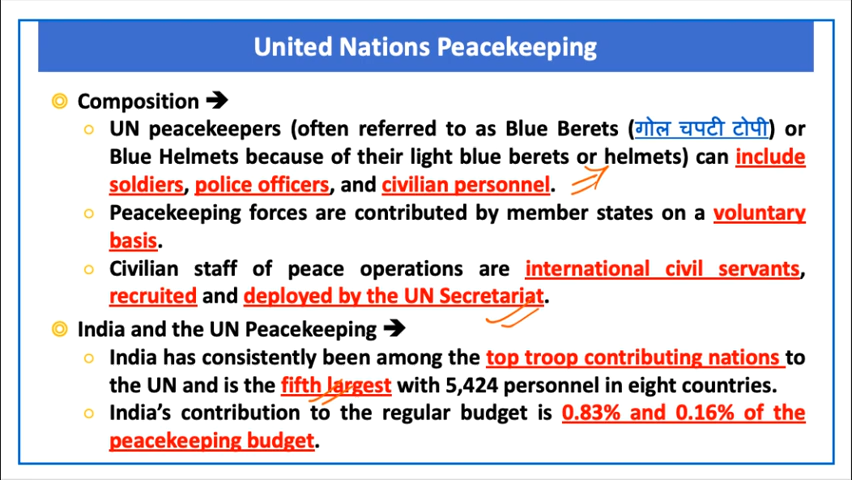 United Nations Peacekeeping
Composition ➔
UN peacekeepers (often referred to as Blue Berets (गोल चपटी टोपी) or
Blue Helmets because of their light blue berets or helmets) can include
soldiers, police officers, and civilian personnel.
Peacekeeping forces are contributed by member states on a voluntary
basis.
Civilian staff of peace operations are international civil servants,
recruited and deployed by the UN Secretariat.
India and the UN Peacekeeping ➔
India has consistently been among the top troop contributing nations to
the UN and is the fifth largest with 5,424 personnel in eight countries.
India's contribution to the regular budget is 0.83% and 0.16% of the
peacekeeping budget.